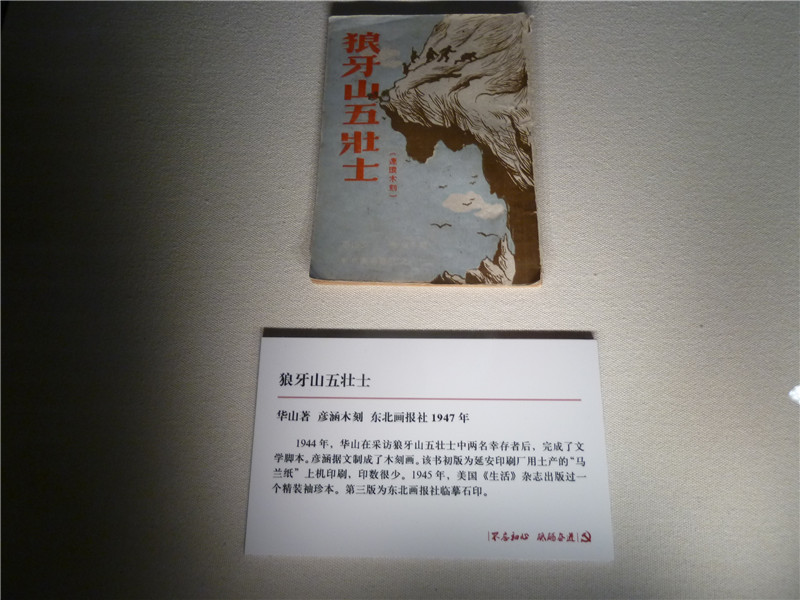 狼牙山五壮士
（連環木刻）
狼牙山五壮士
华山著 彦涵木刻 东北画报社 1947 年
1944 年，华山在采访狼牙山五壮士中两名幸存者后，完成了文
学脚本。彦涵据文制成了木刻画。该书初版为延安印刷厂用土产的“马
兰纸”上机印刷，印数很少。1945 年，美国《生活》杂志出版过一
个精装袖珍本。第三版为东北画报社临摹石印。
不忘初心 砥砺奋进